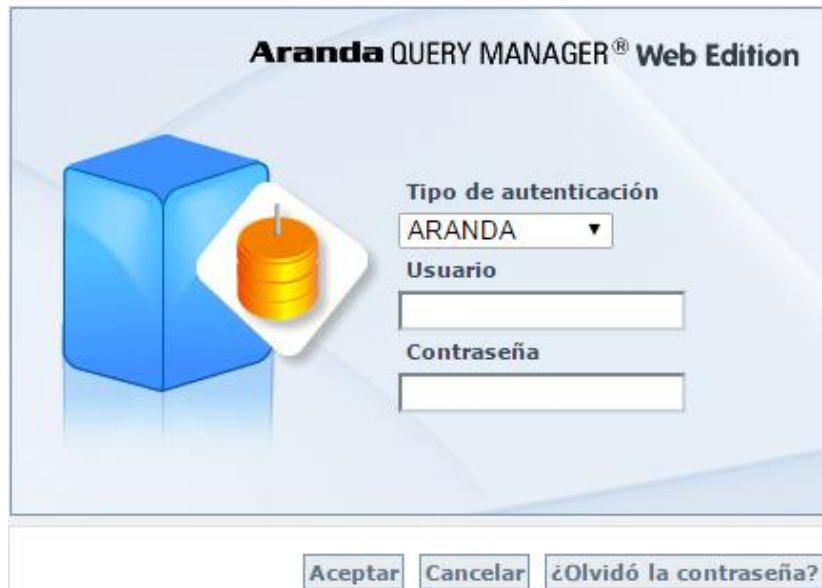 Aranda QUERY MANAGER® Web Edition
Tipo de autenticación
ARANDA
Usuario
Contraseña
Aceptar Cancelar ¿Olvidó la contraseña?